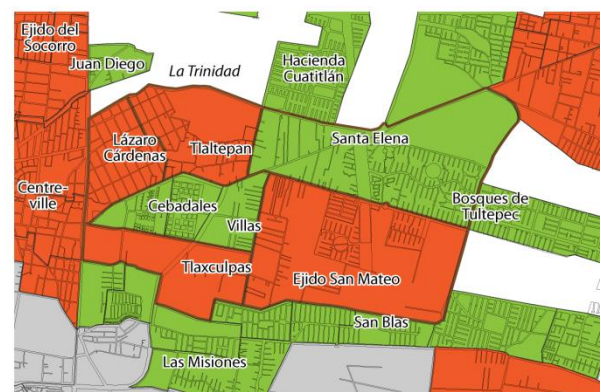 Ejido del
Socorro
Juan Diego
La Trinidad
Hacienda
Cuatitlán
Lázaro
Cárdenas
Tlaltepan
Santa Elena
Centre-
ville
Cebadales
Villas
Bosques de
Tultepec
Tlaxculpas
Ejido San Mateo
San Blas
Las Misiones